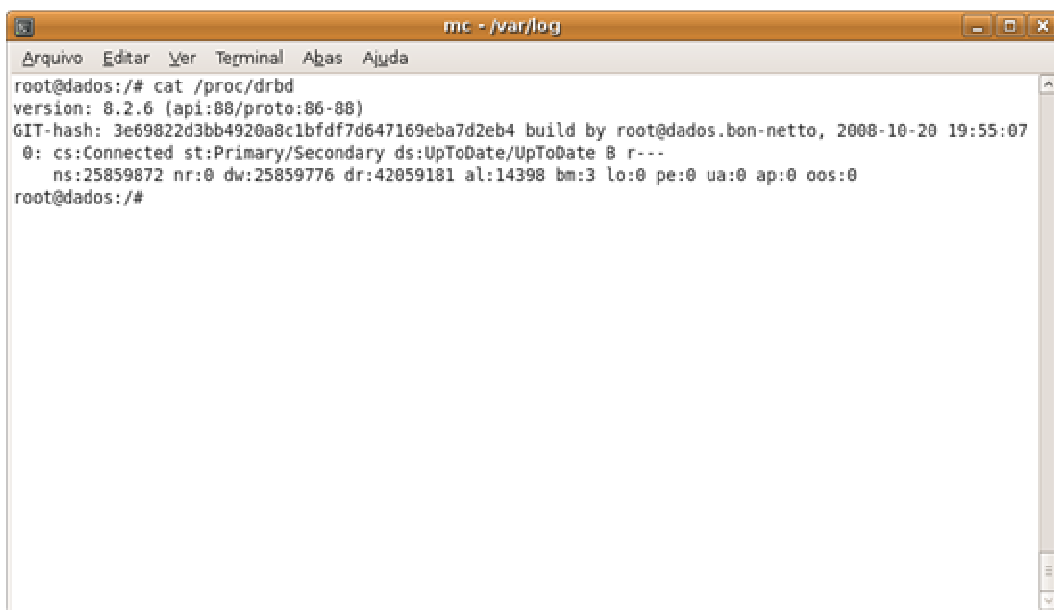 mc - /var/log
Arquivo Editar Ver Terminal Abas Ajuda
root@dados:/# cat /proc/drbd
version: 8.2.6 (api:88/proto:86-88)
GIT-hash: 3e69822d3bb4920a8c1bfdf7d647169eba7d2eb4 build by root@dados.bon-netto, 2008-10-20 19:55:07
0: cs:Connected st:Primary/Secondary ds:UpToDate/UpToDate B r---
ns:25859872 nr:0 dw:25859776 dr:42059181 al:14398 bm:3 lo:0 pe:0 ua:0 ap:0 oos:0
root@dados:/#